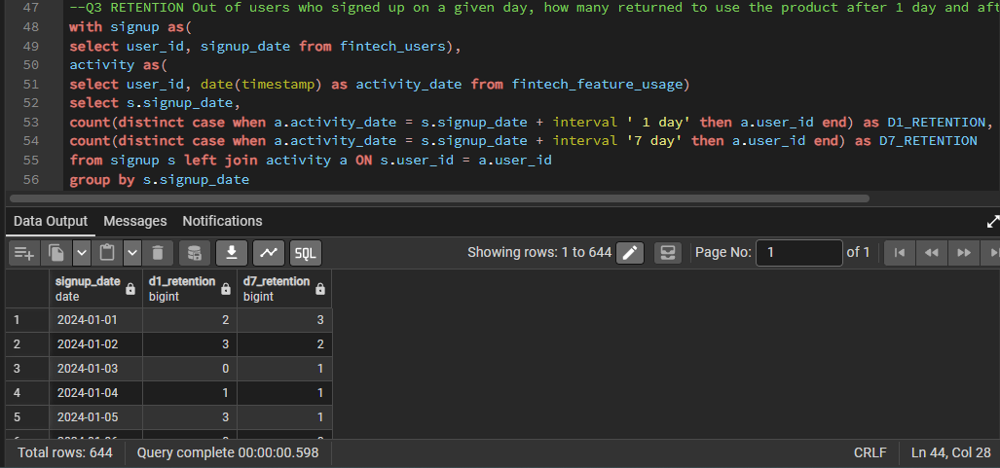 47 --Q3 RETENTION Out of users who signed up on a given day, how many returned to use the product after 1 day and aft
48 with signup as(
49 select user_id, signup_date from fintech_users),
50 activity as(
51 select user_id, date(timestamp) as activity_date from fintech_feature_usage)
52 select s.signup_date,
53 count(distinct case when a.activity_date = s.signup_date + interval ' 1 day' then a.user_id end) as D1_RETENTION,
54 count(distinct case when a.activity_date = s.signup_date + interval '7 day' then a.user_id end) as D7_RETENTION
55 from signup s left join activity a ON s.user_id = a.user_id
56 group by s.signup_date
Data Output Messages Notifications
SQL Showing rows: 1 to 644 Page No: 1 of 1
signup_date d1_retention d7_retention
date bigint bigint
1 2024-01-01 2 3
2 2024-01-02 3 2
3 2024-01-03 0 1
4 2024-01-04 1 1
5 2024-01-05 3 1
Total rows: 644 Query complete 00:00:00.598 CRLF Ln 44, Col 28